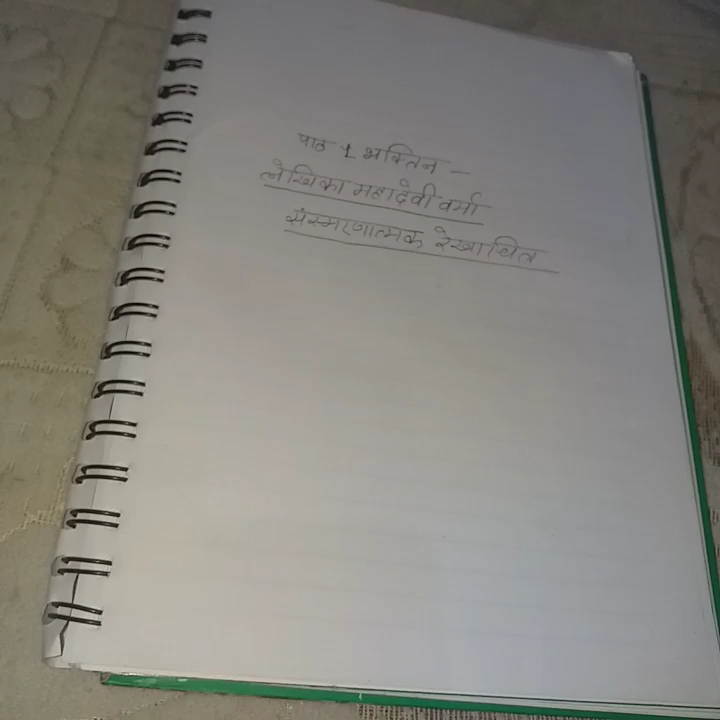 पाठ 1 भक्तिन –
लेखिका महादेवी वर्मा
संस्मरणात्मक रेखाचित